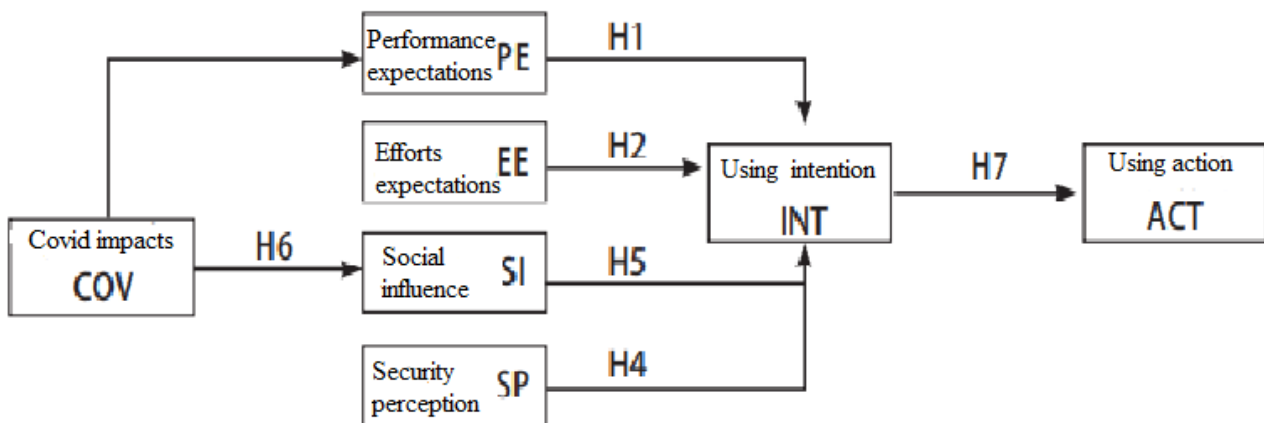 Performance
expectations PE
H1
Efforts
expectations EE
H2
Using intention
INT
H7
Using action
ACT
Covid impacts
COV
H6
Social
influence SI
H5
Security
perception SP
H4